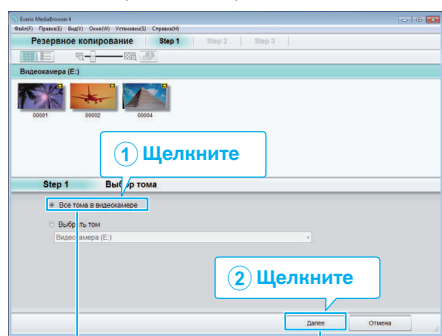 Everio MediaBrowser 4
Файл(F) Правка(E) Вид(V) Окно(W) Установки(S) Справка(H)
Резервное копирование Step 1 Step 2 Step 3
Видеокамера (E:)
00001 00002 00004
① Щелкните
Step 1 Выбор тома
Все тома в видеокамере
Выбрать том
Видеокамера (E:)
② Щелкните
Далее Отмена